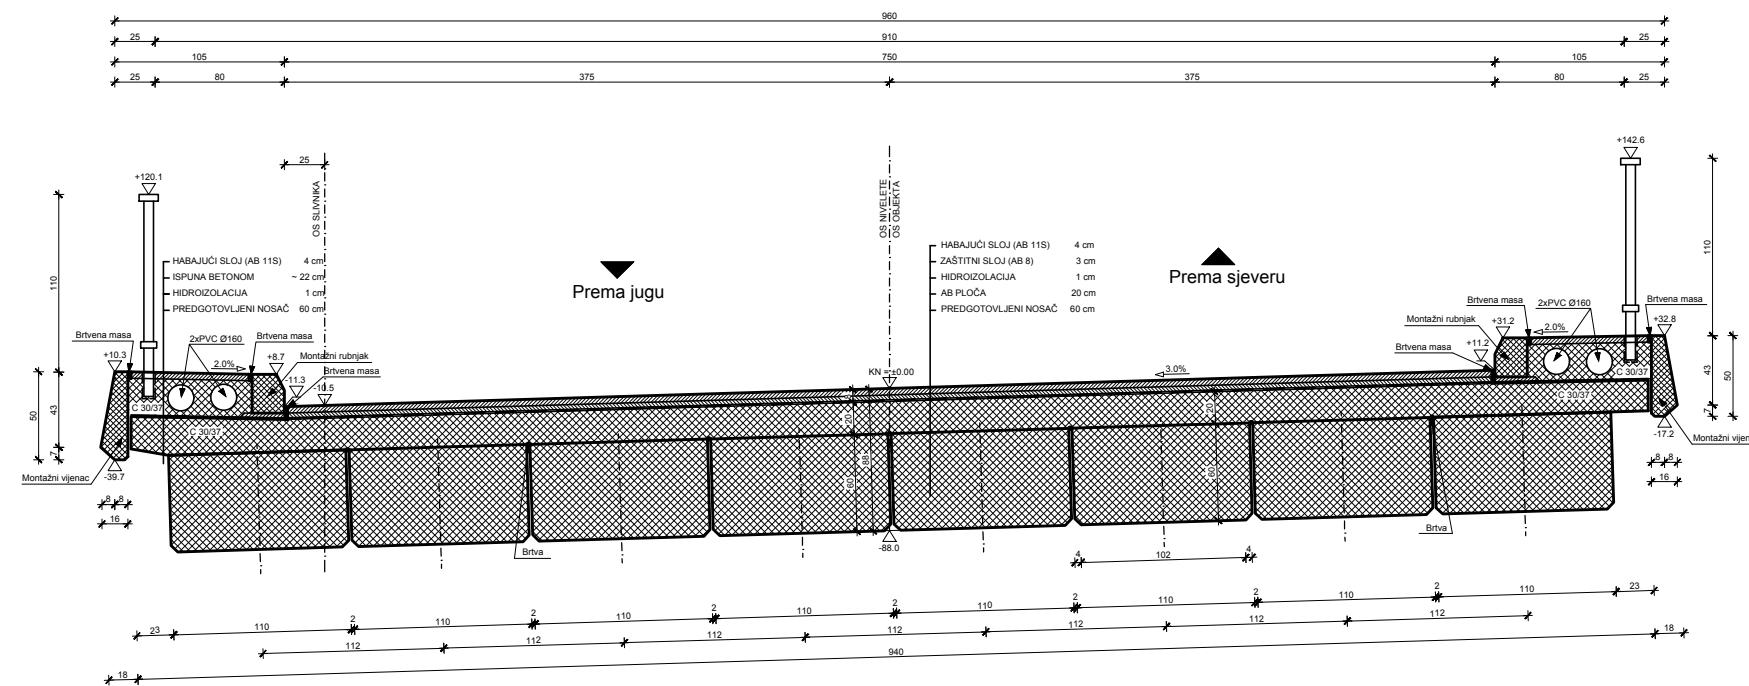 960
25 910 25
105 750 105
25 80 375 375 80 25
+142.6
25
+120.1
OS SLIVNIKA
OS NIVELETE
OS OBJEKTA
110
110
HABAJUĆI SLOJ (AB 11S) 4 cm
ISPUNA BETONOM ~ 22 cm
HIDROIZOLACIJA 1 cm
PREDGOTOVLJENI NOSAČ 60 cm
HABAJUĆI SLOJ (AB 11S) 4 cm
ZAŠTITNI SLOJ (AB 8) 3 cm
HIDROIZOLACIJA 1 cm
AB PLOČA 20 cm
PREDGOTOVLJENI NOSAČ 60 cm
Prema jugu
Prema sjeveru
Brtvena masa
2xPVC Ø160
Brtvena masa
Montažni rubnjak
Brtvena masa
+10.3
2.0%
+8.7
-11.3
-10.5
KN = ±0.00
3.0%
Brtvena masa
2xPVC Ø160
Brtvena masa
Montažni rubnjak
+31.2
2.0%
+32.8
Brtvena masa
+11.2
50
43
7
C 30/37
C 30/37
C 30/37
C 30/37
43
50
7
20
60
20
60
Montažni vijenac
-39.7
-17.2
Montažni vije
8 8
16
8 8
16
Brtva
-88.0
Brtva
4 102 4
23 110 2 110 2 110 2 110 2 110 2 110 2 110 2 110 23
112 112 112 112 112 112 112
18 940 18